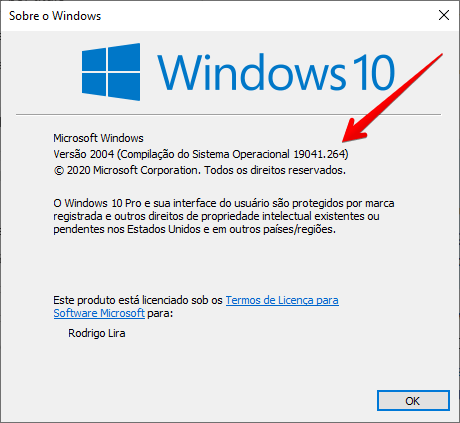 Sobre o Windows
Windows 10
Microsoft Windows
Versão 2004 (Compilação do Sistema Operacional 19041.264)
© 2020 Microsoft Corporation. Todos os direitos reservados.
O Windows 10 Pro e sua interface do usuário são protegidos por marca
registrada e outros direitos de propriedade intelectual existentes ou
pendentes nos Estados Unidos e em outros países/regiões.
Este produto está licenciado sob os Termos de Licença para
Software Microsoft para:
Rodrigo Lira
OK